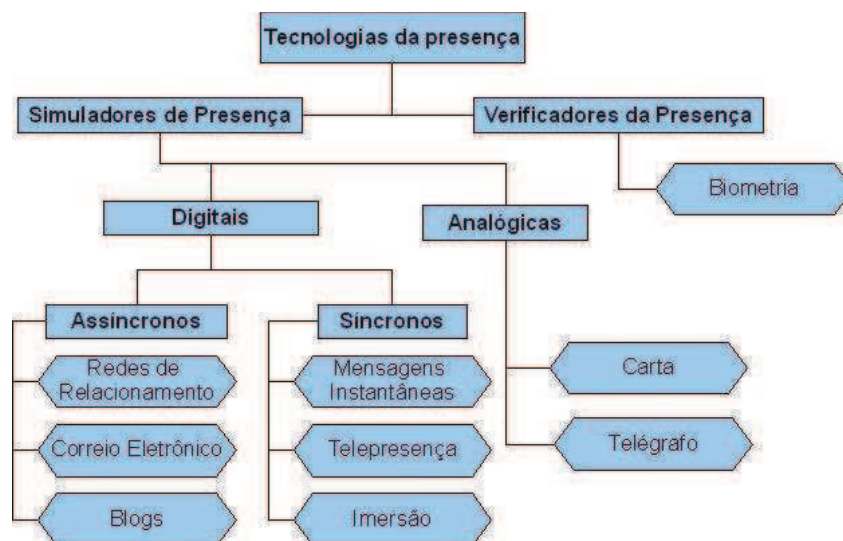 Tecnologias da presença
Simuladores de Presença
Verificadores da Presença
Biometria
Digitais
Analógicas
Assíncronos
Síncronos
Redes de
Relacionamento
Mensagens
Instantâneas
Carta
Correio Eletrônico
Telepresença
Telégrafo
Blogs
Imersão